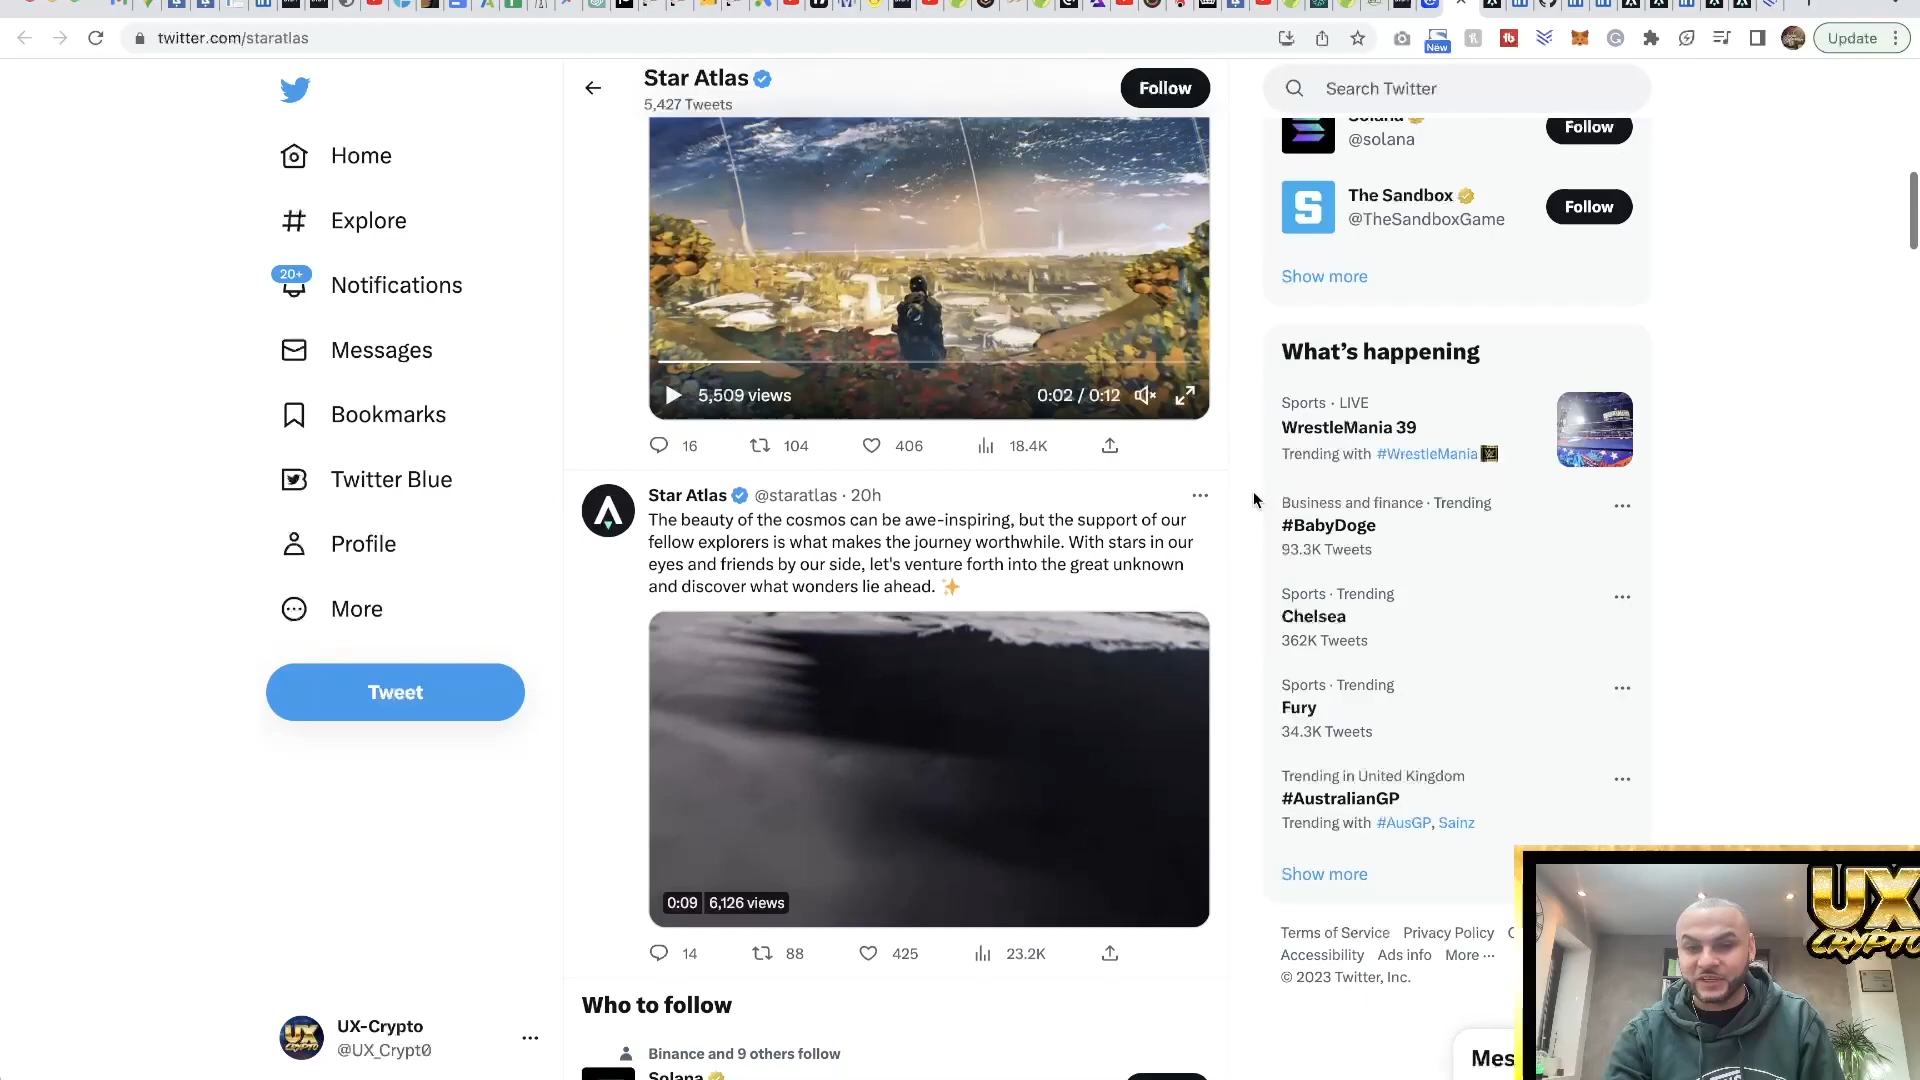 twitter.com/staratlas
New
Update
Star Atlas
5,427 Tweets
Follow
Search Twitter
Home
Explore
20+
Notifications
Messages
Bookmarks
Twitter Blue
Profile
More
Tweet
UX-Crypto
@UX_Crypt0
5,509 views
0:02 / 0:12
16 104 406 18.4K
Star Atlas @staratlas · 20h
The beauty of the cosmos can be awe-inspiring, but the support of our
fellow explorers is what makes the journey worthwhile. With stars in our
eyes and friends by our side, let's venture forth into the great unknown
and discover what wonders lie ahead. ✨
0:09 6,126 views
14 88 425 23.2K
Who to follow
Binance and 9 others follow
Solana
Solana
@solana
Follow
The Sandbox
@TheSandboxGame
Follow
Show more
What's happening
Sports · LIVE
WrestleMania 39
Trending with #WrestleMania
Business and finance · Trending
#BabyDoge
93.3K Tweets
Sports · Trending
Chelsea
362K Tweets
Sports · Trending
Fury
34.3K Tweets
Trending in United Kingdom
#AustralianGP
Trending with #AusGP, Sainz
Show more
Terms of Service Privacy Policy
Accessibility Ads info More ···
© 2023 Twitter, Inc.
Mes
UX
CRYPTO